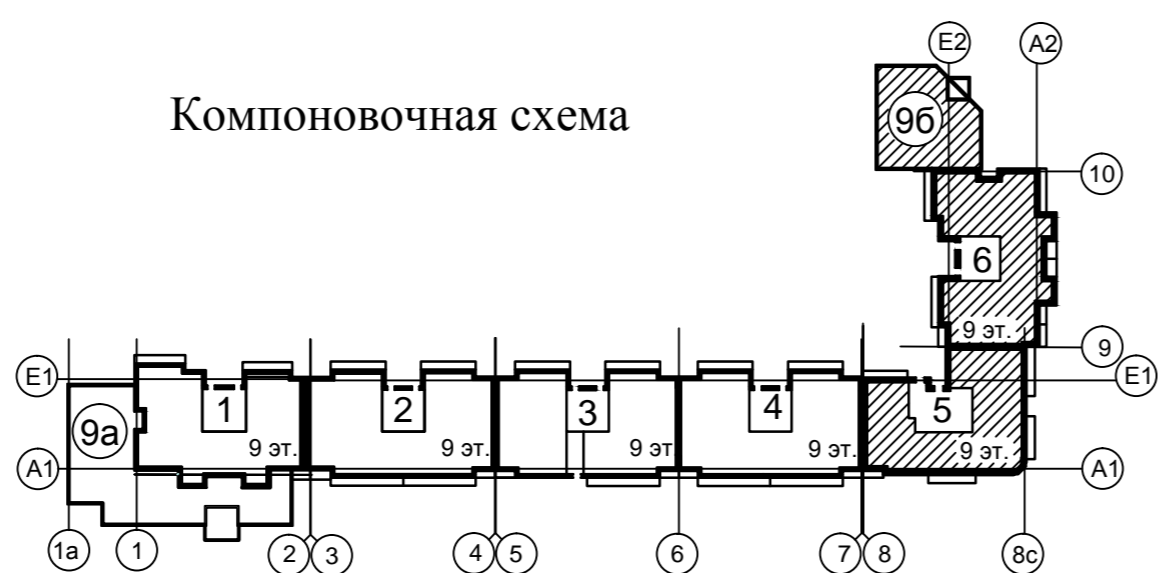 Е2 А2
Компоновочная схема
9б
10
6
9 эт.
9
Е1 Е1
1 2 3 4 5
9а
9 эт. 9 эт. 9 эт. 9 эт. 9 эт.
А1 А1
1а 1 2 3 4 5 6 7 8 8с